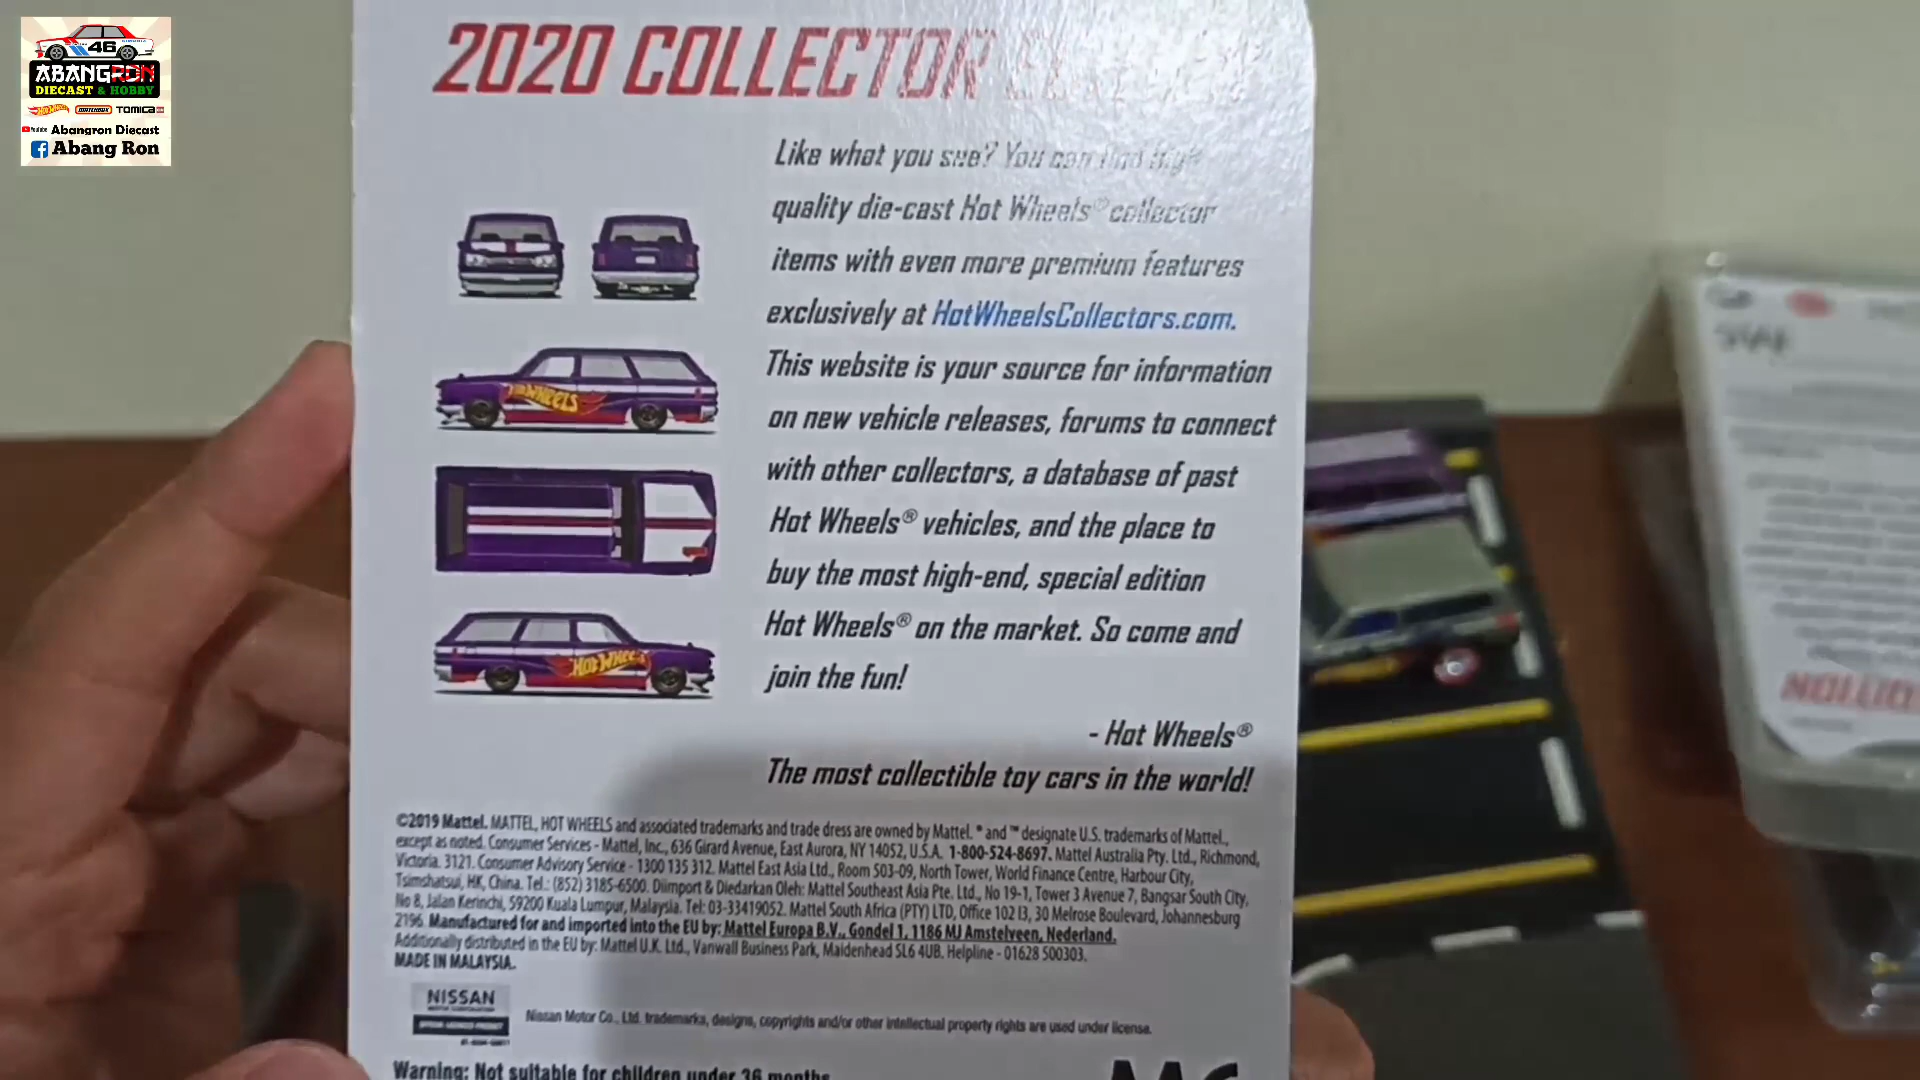 46
ABANGRON
DIECAST & HOBBY
Hot Wheels MATCHBOX TOMICA
YouTube Abangron Diecast
Abang Ron
2020 COLLECTOR
Like what you see? You can find high
quality die-cast Hot Wheels® collector
items with even more premium features
exclusively at HotWheelsCollectors.com.
This website is your source for information
on new vehicle releases, forums to connect
with other collectors, a database of past
Hot Wheels® vehicles, and the place to
buy the most high-end, special edition
Hot Wheels® on the market. So come and
join the fun!
- Hot Wheels®
The most collectible toy cars in the world!
HOT WHEELS
HOT WHEELS
©2019 Mattel. MATTEL, HOT WHEELS and associated trademarks and trade dress are owned by Mattel. ® and ™ designate U.S. trademarks of Mattel,
except as noted. Consumer Services - Mattel, Inc., 636 Girard Avenue, East Aurora, NY 14052, U.S.A. 1-800-524-8697. Mattel Australia Pty. Ltd., Richmond,
Victoria. 3121. Consumer Advisory Service - 1300 135 312. Mattel East Asia Ltd., Room 503-09, North Tower, World Finance Centre, Harbour City,
Tsimshatsui, HK, China. Tel.: (852) 3185-6500. Diimport & Diedarkan Oleh: Mattel Southeast Asia Pte. Ltd., No 19-1, Tower 3 Avenue 7, Bangsar South City,
No 8, Jalan Kerinchi, 59200 Kuala Lumpur, Malaysia. Tel: 03-33419052. Mattel South Africa (PTY) LTD, Office 102 I3, 30 Melrose Boulevard, Johannesburg
2196. Manufactured for and imported into the EU by: Mattel Europa B.V., Gondel 1, 1186 MJ Amstelveen, Nederland.
Additionally distributed in the EU by: Mattel U.K. Ltd., Vanwall Business Park, Maidenhead SL6 4UB. Helpline - 01628 500303.
MADE IN MALAYSIA.
NISSAN
Nissan Motor Co., Ltd. trademarks, designs, copyrights and/or other intellectual property rights are used under license.
Warning: Not suitable for children under 36 months